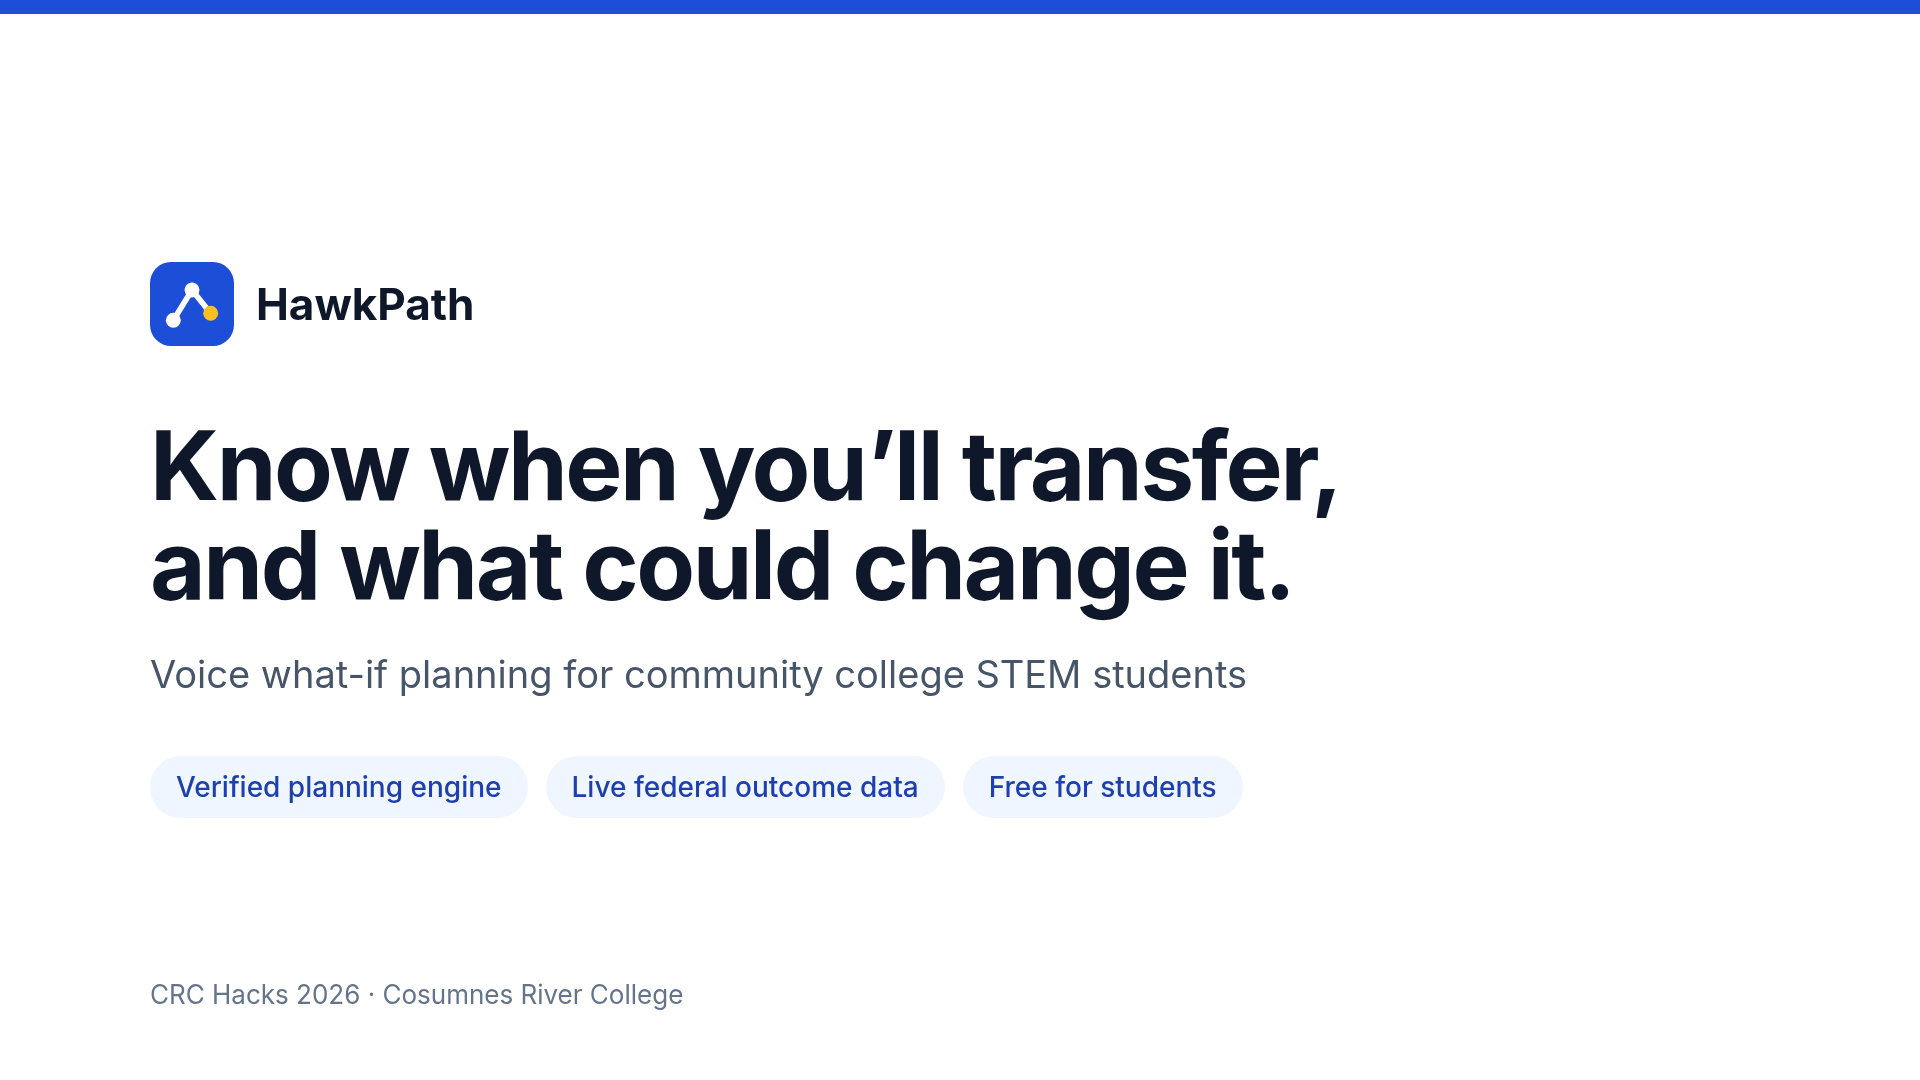 HawkPath
Know when you’ll transfer,
and what could change it.
Voice what-if planning for community college STEM students
Verified planning engine
Live federal outcome data
Free for students
CRC Hacks 2026 · Cosumnes River College